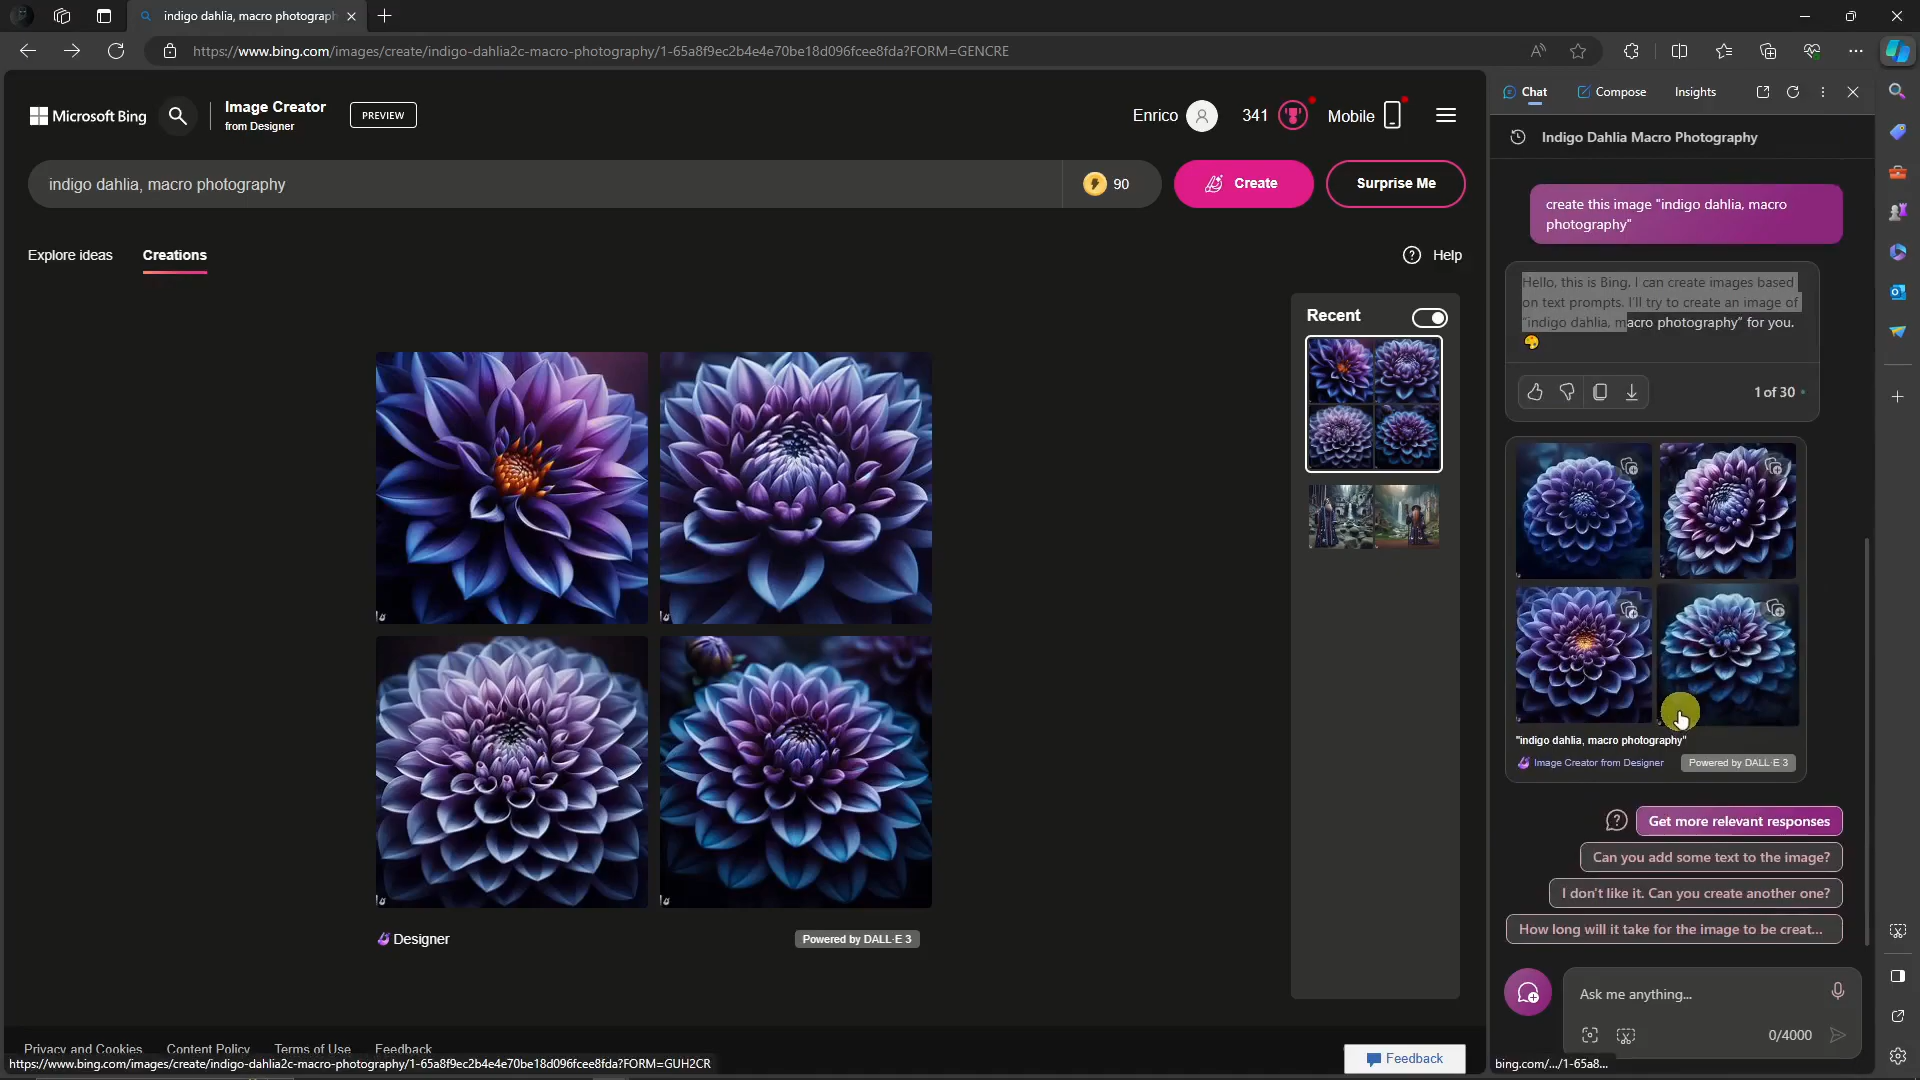 indigo dahlia, macro photograph
https://www.bing.com/images/create/indigo-dahlia2c-macro-photography/1-65a8f9ec2b4e4e70be18d096fcee8fda?FORM=GENCRE
Microsoft Bing
Image Creator
from Designer
PREVIEW
Enrico
341
Mobile
indigo dahlia, macro photography
90
Create
Surprise Me
Explore ideas
Creations
Help
Recent
Designer
Powered by DALL·E 3
Privacy and Cookies
Content Policy
Terms of Use
Feedback
https://www.bing.com/images/create/indigo-dahlia2c-macro-photography/1-65a8f9ec2b4e4e70be18d096fcee8fda?FORM=GUH2CR
Feedback
Chat
Compose
Insights
Indigo Dahlia Macro Photography
create this image "indigo dahlia, macro
photography"
Hello, this is Bing. I can create images based
on text prompts. I'll try to create an image of
"indigo dahlia, macro photography" for you.
1 of 30
"indigo dahlia, macro photography"
Image Creator from Designer
Powered by DALL·E 3
Get more relevant responses
Can you add some text to the image?
I don't like it. Can you create another one?
How long will it take for the image to be creat...
Ask me anything...
0/4000
bing.com/.../1-65a8...